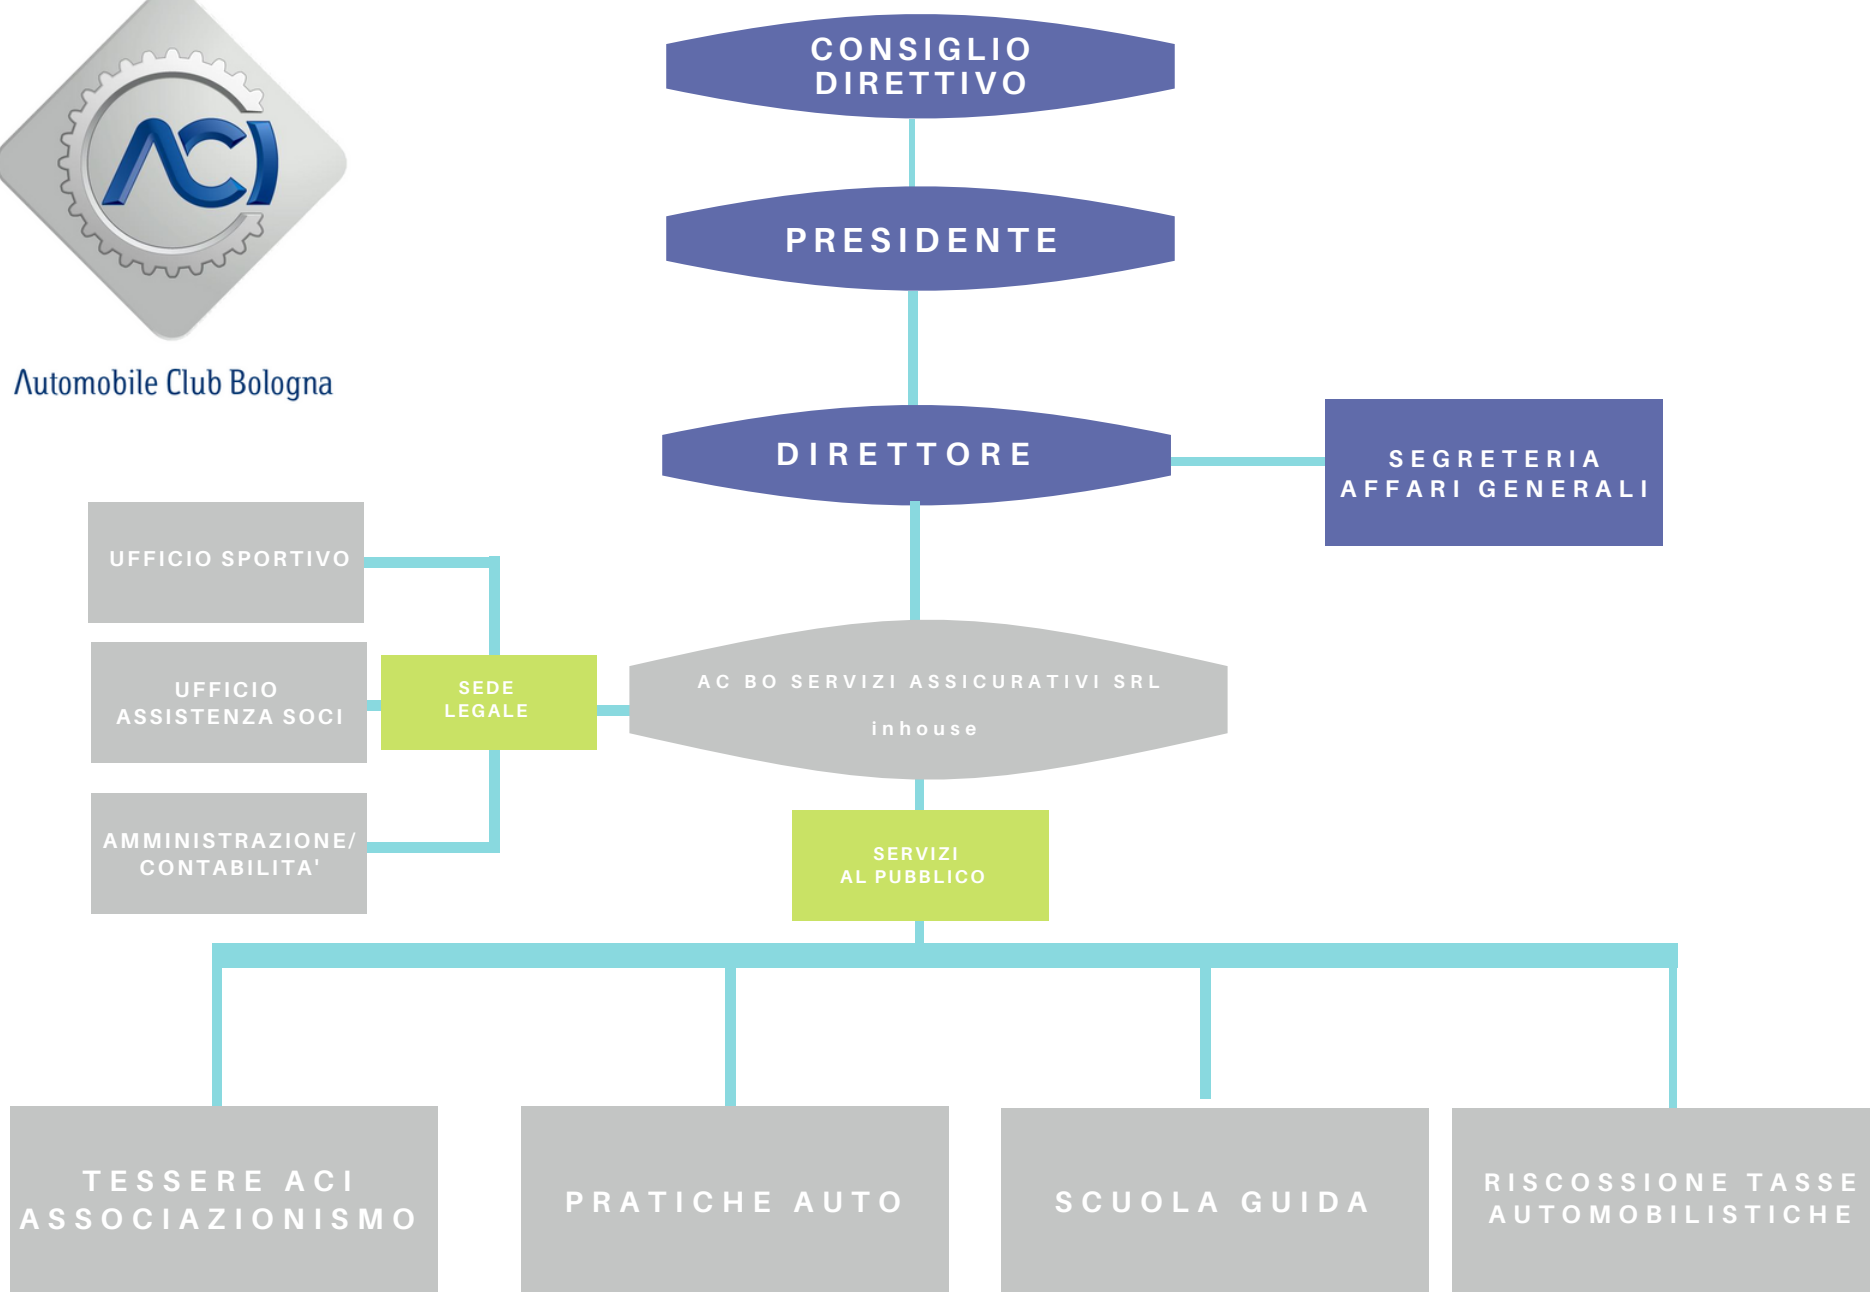 CONSIGLIO
DIRETTIVO
ACI
PRESIDENTE
Automobile Club Bologna
DIRETTORE
SEGRETERIA
AFFARI GENERALI
UFFICIO SPORTIVO
UFFICIO
ASSISTENZA SOCI
SEDE
LEGALE
AC BO SERVIZI ASSICURATIVI SRL
inhouse
AMMINISTRAZIONE/
CONTABILITA'
SERVIZI
AL PUBBLICO
TESSERE ACI
ASSOCIAZIONISMO
PRATICHE AUTO
SCUOLA GUIDA
RISCOSSIONE TASSE
AUTOMOBILISTICHE